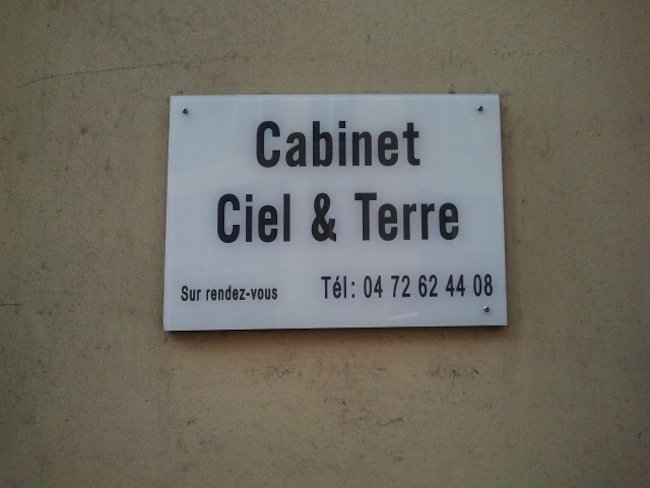 Cabinet
Ciel & Terre
Sur rendez-vous Tél: 04 72 62 44 08